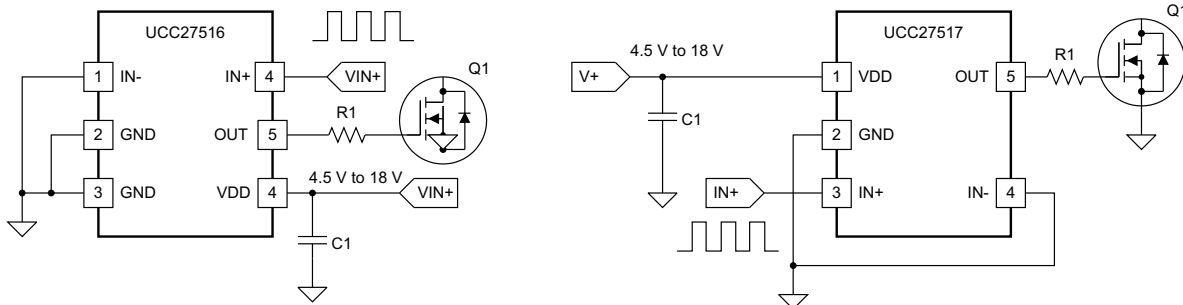 UCC27516
1 IN-
IN+ 4
VIN+
Q1
2 GND
OUT 5
R1
3 GND
VDD 4
4.5 V to 18 V
VIN+
C1
UCC27517
V+
4.5 V to 18 V
1 VDD
OUT 5
R1
Q1
C1
2 GND
IN+
3 IN+
IN- 4